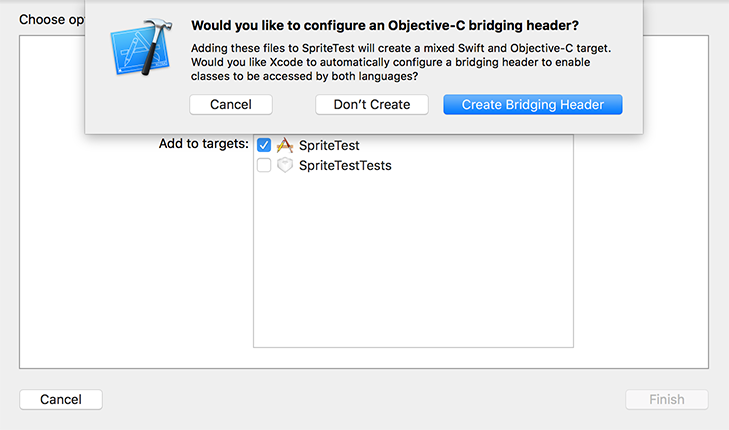 Choose op
Would you like to configure an Objective-C bridging header?
Adding these files to SpriteTest will create a mixed Swift and Objective-C target.
Would you like Xcode to automatically configure a bridging header to enable
classes to be accessed by both languages?
Cancel Don't Create Create Bridging Header
Add to targets: SpriteTest
SpriteTestTests
Cancel Finish